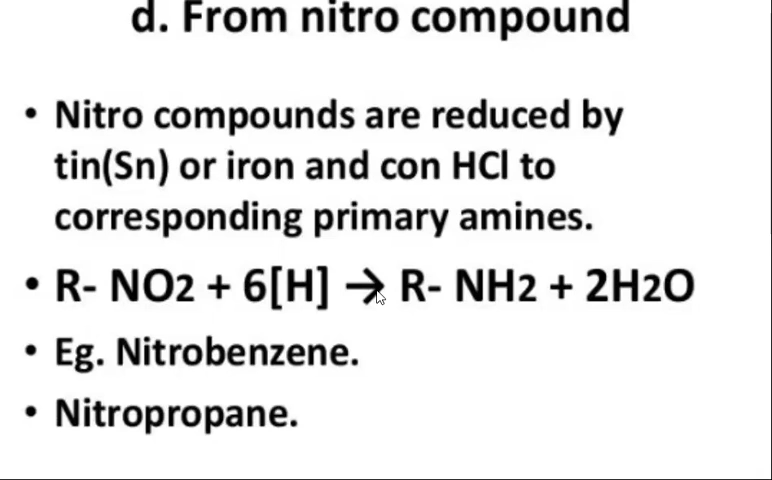 d. From nitro compound
• Nitro compounds are reduced by
tin(Sn) or iron and con HCl to
corresponding primary amines.
• R- NO2 + 6[H] → R- NH2 + 2H2O
• Eg. Nitrobenzene.
• Nitropropane.